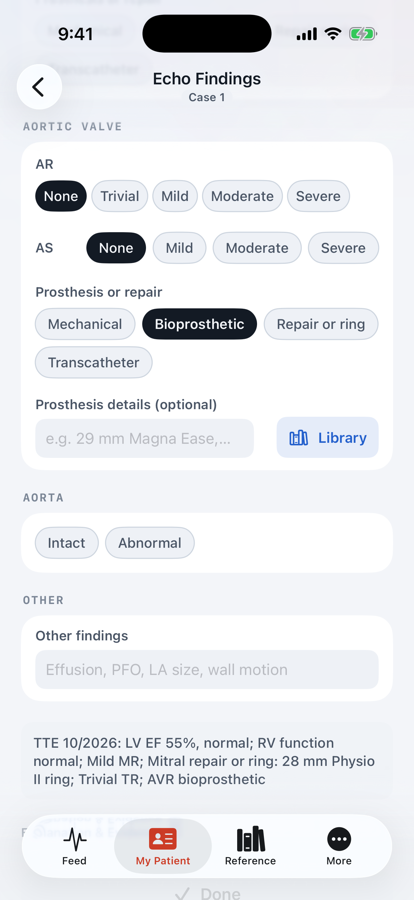 9:41
Echo Findings
Case 1
AORTIC VALVE
AR
None Trivial Mild Moderate Severe
AS None Mild Moderate Severe
Prosthesis or repair
Mechanical Bioprosthetic Repair or ring
Transcatheter
Prosthesis details (optional)
e.g. 29 mm Magna Ease,... Library
AORTA
Intact Abnormal
OTHER
Other findings
Effusion, PFO, LA size, wall motion
TTE 10/2026: LV EF 55%, normal; RV function
normal; Mild MR; Mitral repair or ring: 28 mm Physio
II ring; Trivial TR; AVR bioprosthetic
Feed My Patient Reference More
Done